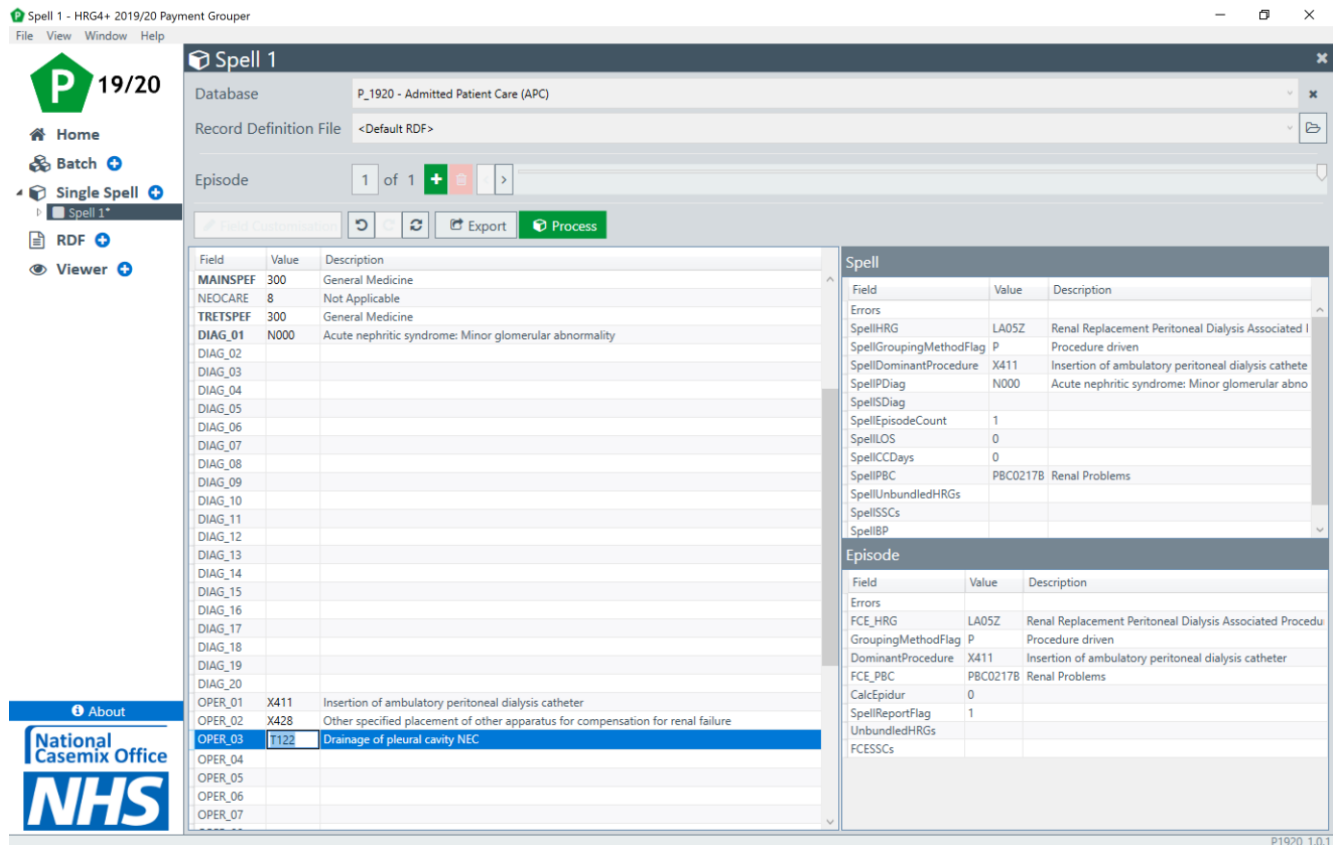 Spell 1 - HRG4+ 2019/20 Payment Grouper
File View Window Help
P 19/20
Home
Batch
Single Spell
Spell 1*
RDF
Viewer
About
National
Casemix Office
NHS
Spell 1
Database P_1920 - Admitted Patient Care (APC)
Record Definition File <Default RDF>
Episode 1 of 1
Field Customisation Export Process
Field Value Description
MAINSPEF 300 General Medicine
NEOCARE 8 Not Applicable
TRETSPEF 300 General Medicine
DIAG_01 N000 Acute nephritic syndrome: Minor glomerular abnormality
DIAG_02
DIAG_03
DIAG_04
DIAG_05
DIAG_06
DIAG_07
DIAG_08
DIAG_09
DIAG_10
DIAG_11
DIAG_12
DIAG_13
DIAG_14
DIAG_15
DIAG_16
DIAG_17
DIAG_18
DIAG_19
DIAG_20
OPER_01 X411 Insertion of ambulatory peritoneal dialysis catheter
OPER_02 X428 Other specified placement of other apparatus for compensation for renal failure
OPER_03 T122 Drainage of pleural cavity NEC
OPER_04
OPER_05
OPER_06
OPER_07
Spell
Field Value Description
Errors
SpellHRG LA05Z Renal Replacement Peritoneal Dialysis Associated
SpellGroupingMethodFlag P Procedure driven
SpellDominantProcedure X411 Insertion of ambulatory peritoneal dialysis cathete
SpellPDiag N000 Acute nephritic syndrome: Minor glomerular abno
SpellSDiag
SpellEpisodeCount 1
SpellLOS 0
SpellCCDays 0
SpellPBC PBC0217B Renal Problems
SpellUnbundledHRGs
SpellSSCs
SpellBP
Episode
Field Value Description
Errors
FCE_HRG LA05Z Renal Replacement Peritoneal Dialysis Associated Procedu
GroupingMethodFlag P Procedure driven
DominantProcedure X411 Insertion of ambulatory peritoneal dialysis catheter
FCE_PBC PBC0217B Renal Problems
CalcEpidur 0
SpellReportFlag 1
UnbundledHRGs
FCESSCs
P1920_1.0.1